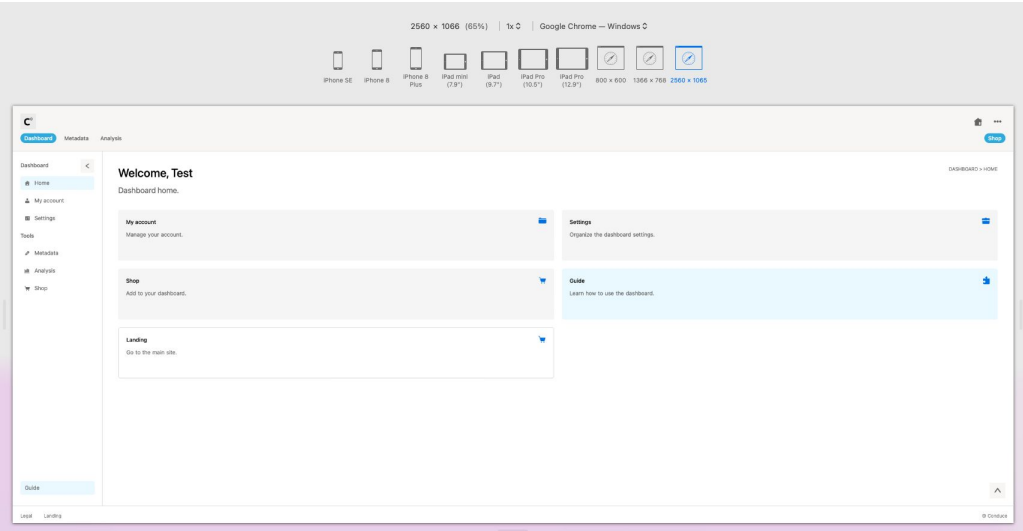 2560 × 1066 (65%) 1x Google Chrome — Windows
iPhone SE
iPhone 8
iPhone 8 Plus
iPad mini (7.9")
iPad (9.7")
iPad Pro (10.5")
iPad Pro (12.9")
800 x 600
1366 x 768
2560 x 1065
C
Dashboard Metadata Analysis
Shop
Dashboard
Home
My account
Settings
Tools
Metadata
Analysis
Shop
Guide
Welcome, Test
DASHBOARD > HOME
Dashboard home.
My account
Manage your account.
Settings
Organize the dashboard settings.
Shop
Add to your dashboard.
Guide
Learn how to use the dashboard.
Landing
Go to the main site.
Legal Landing
© Conduco